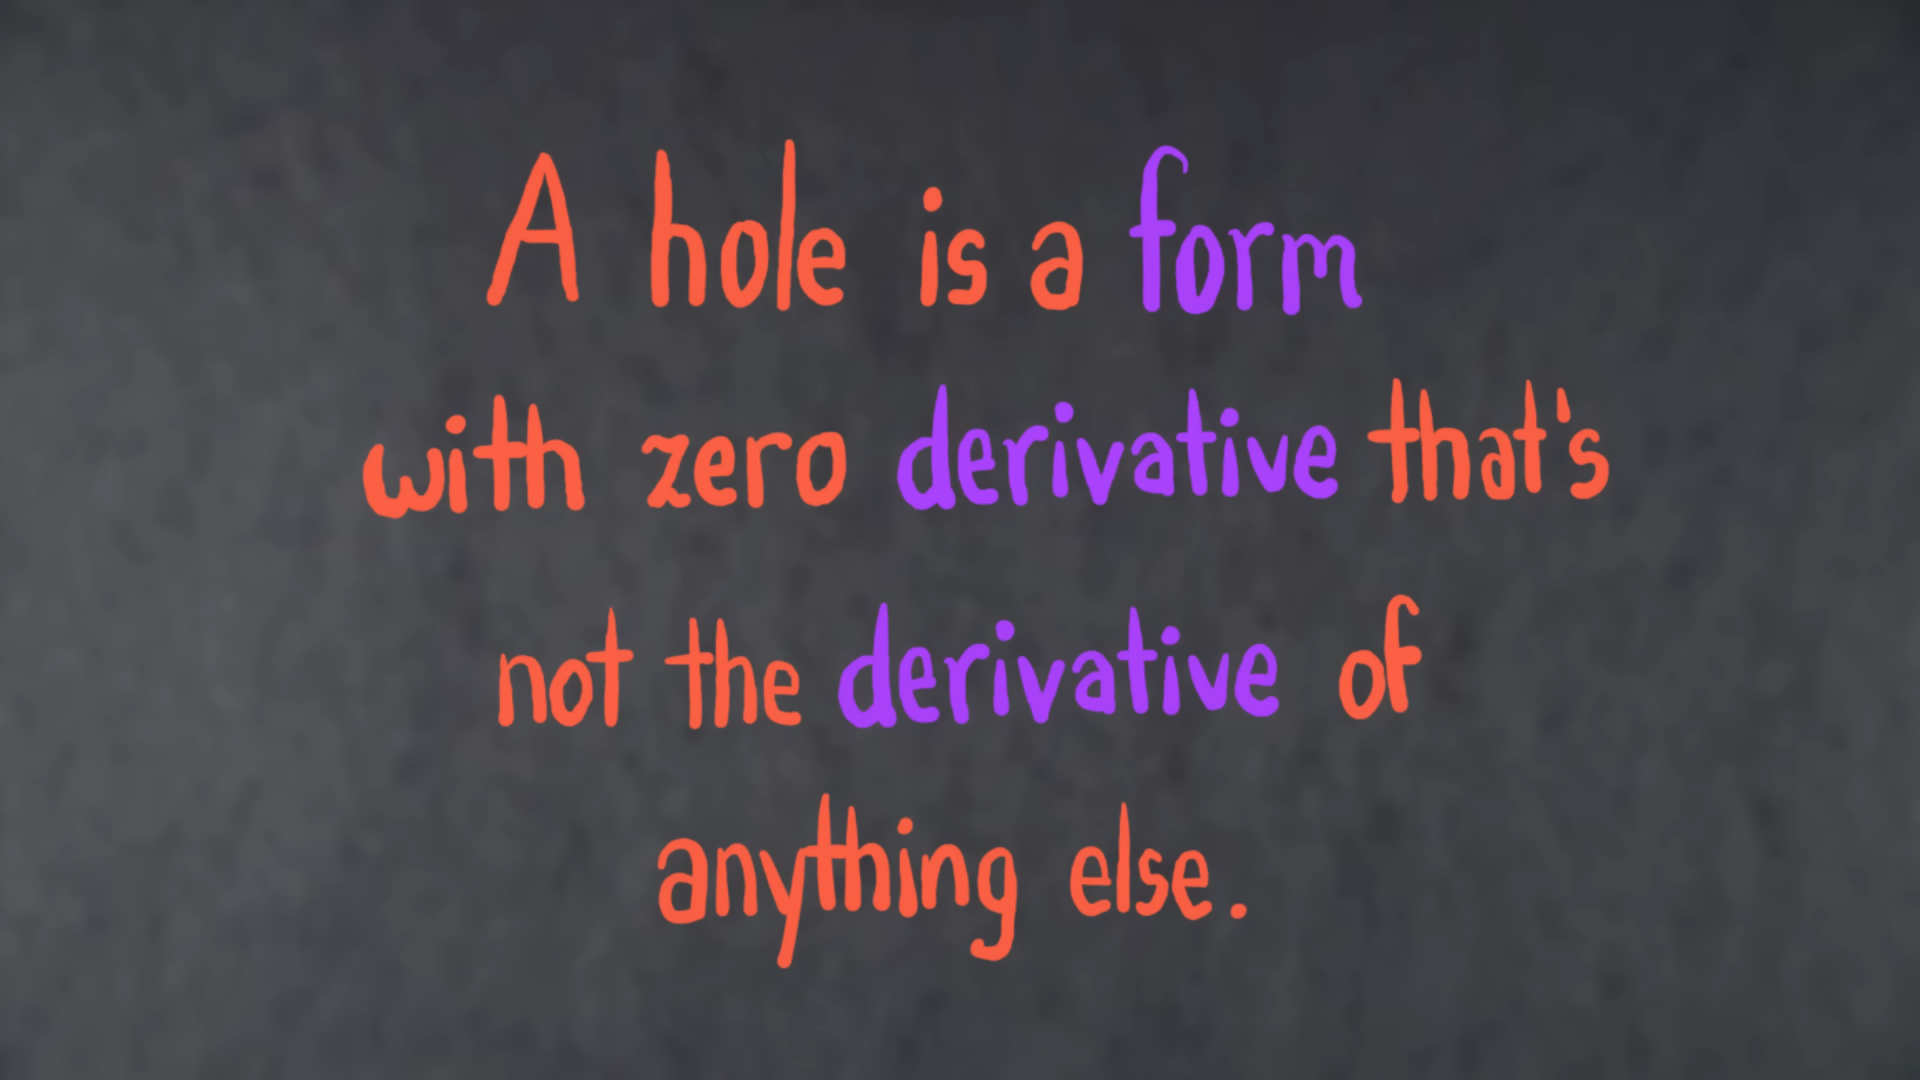 A hole is a form
with zero derivative that's
not the derivative of
anything else.